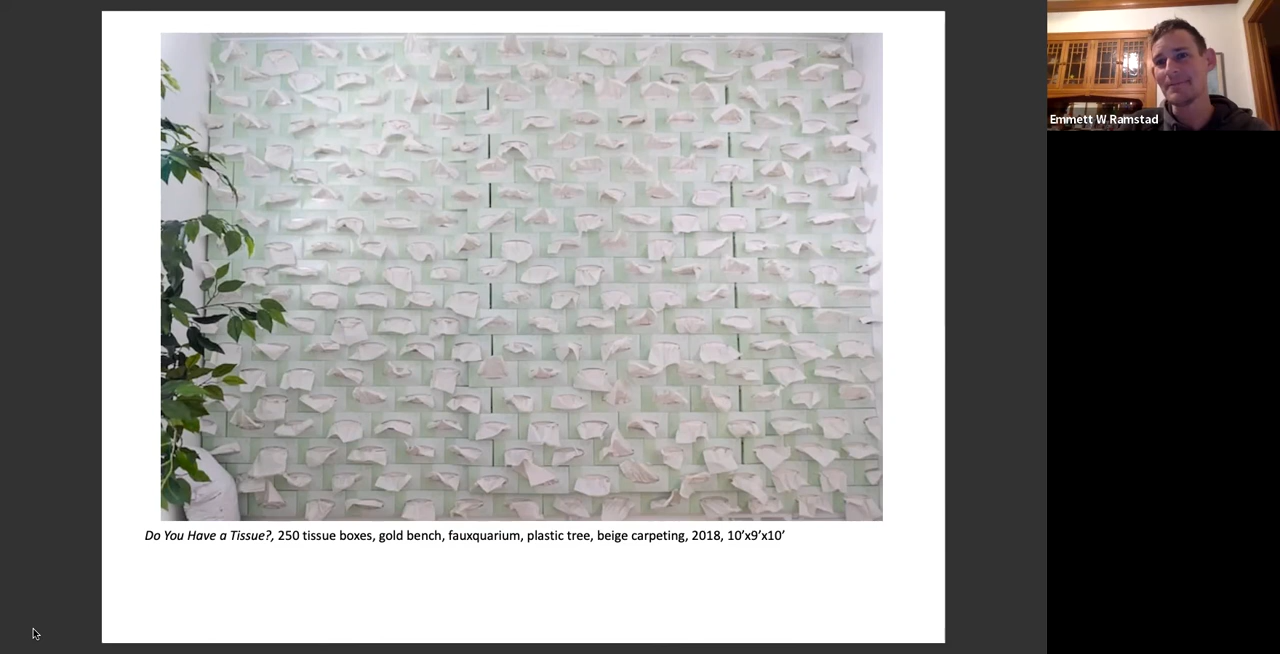 Emmett W Ramstad
Do You Have a Tissue?, 250 tissue boxes, gold bench, fauxquarium, plastic tree, beige carpeting, 2018, 10’x9’x10’